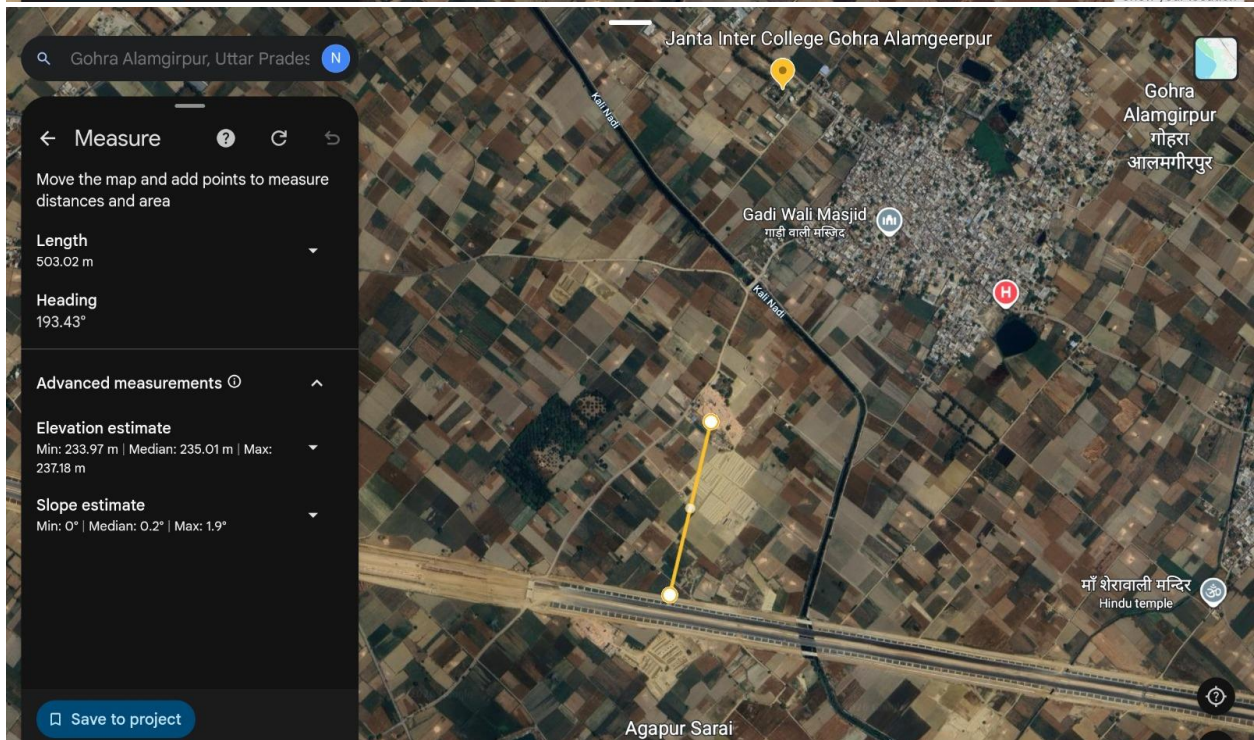 Gohra Alamgirpur, Uttar Prades
N
Measure
Move the map and add points to measure
distances and area
Length
503.02 m
Heading
193.43°
Advanced measurements
Elevation estimate
Min: 233.97 m | Median: 235.01 m | Max:
237.18 m
Slope estimate
Min: 0° | Median: 0.2° | Max: 1.9°
Save to project
Janta Inter College Gohra Alamgeerpur
Kali Nadi
Gohra
Alamgirpur
गोहरा
आलमगीरपुर
Gadi Wali Masjid
गाड़ी वाली मस्जिद
Kali Nadi
H
माँ शेरावाली मन्दिर
Hindu temple
Agapur Sarai